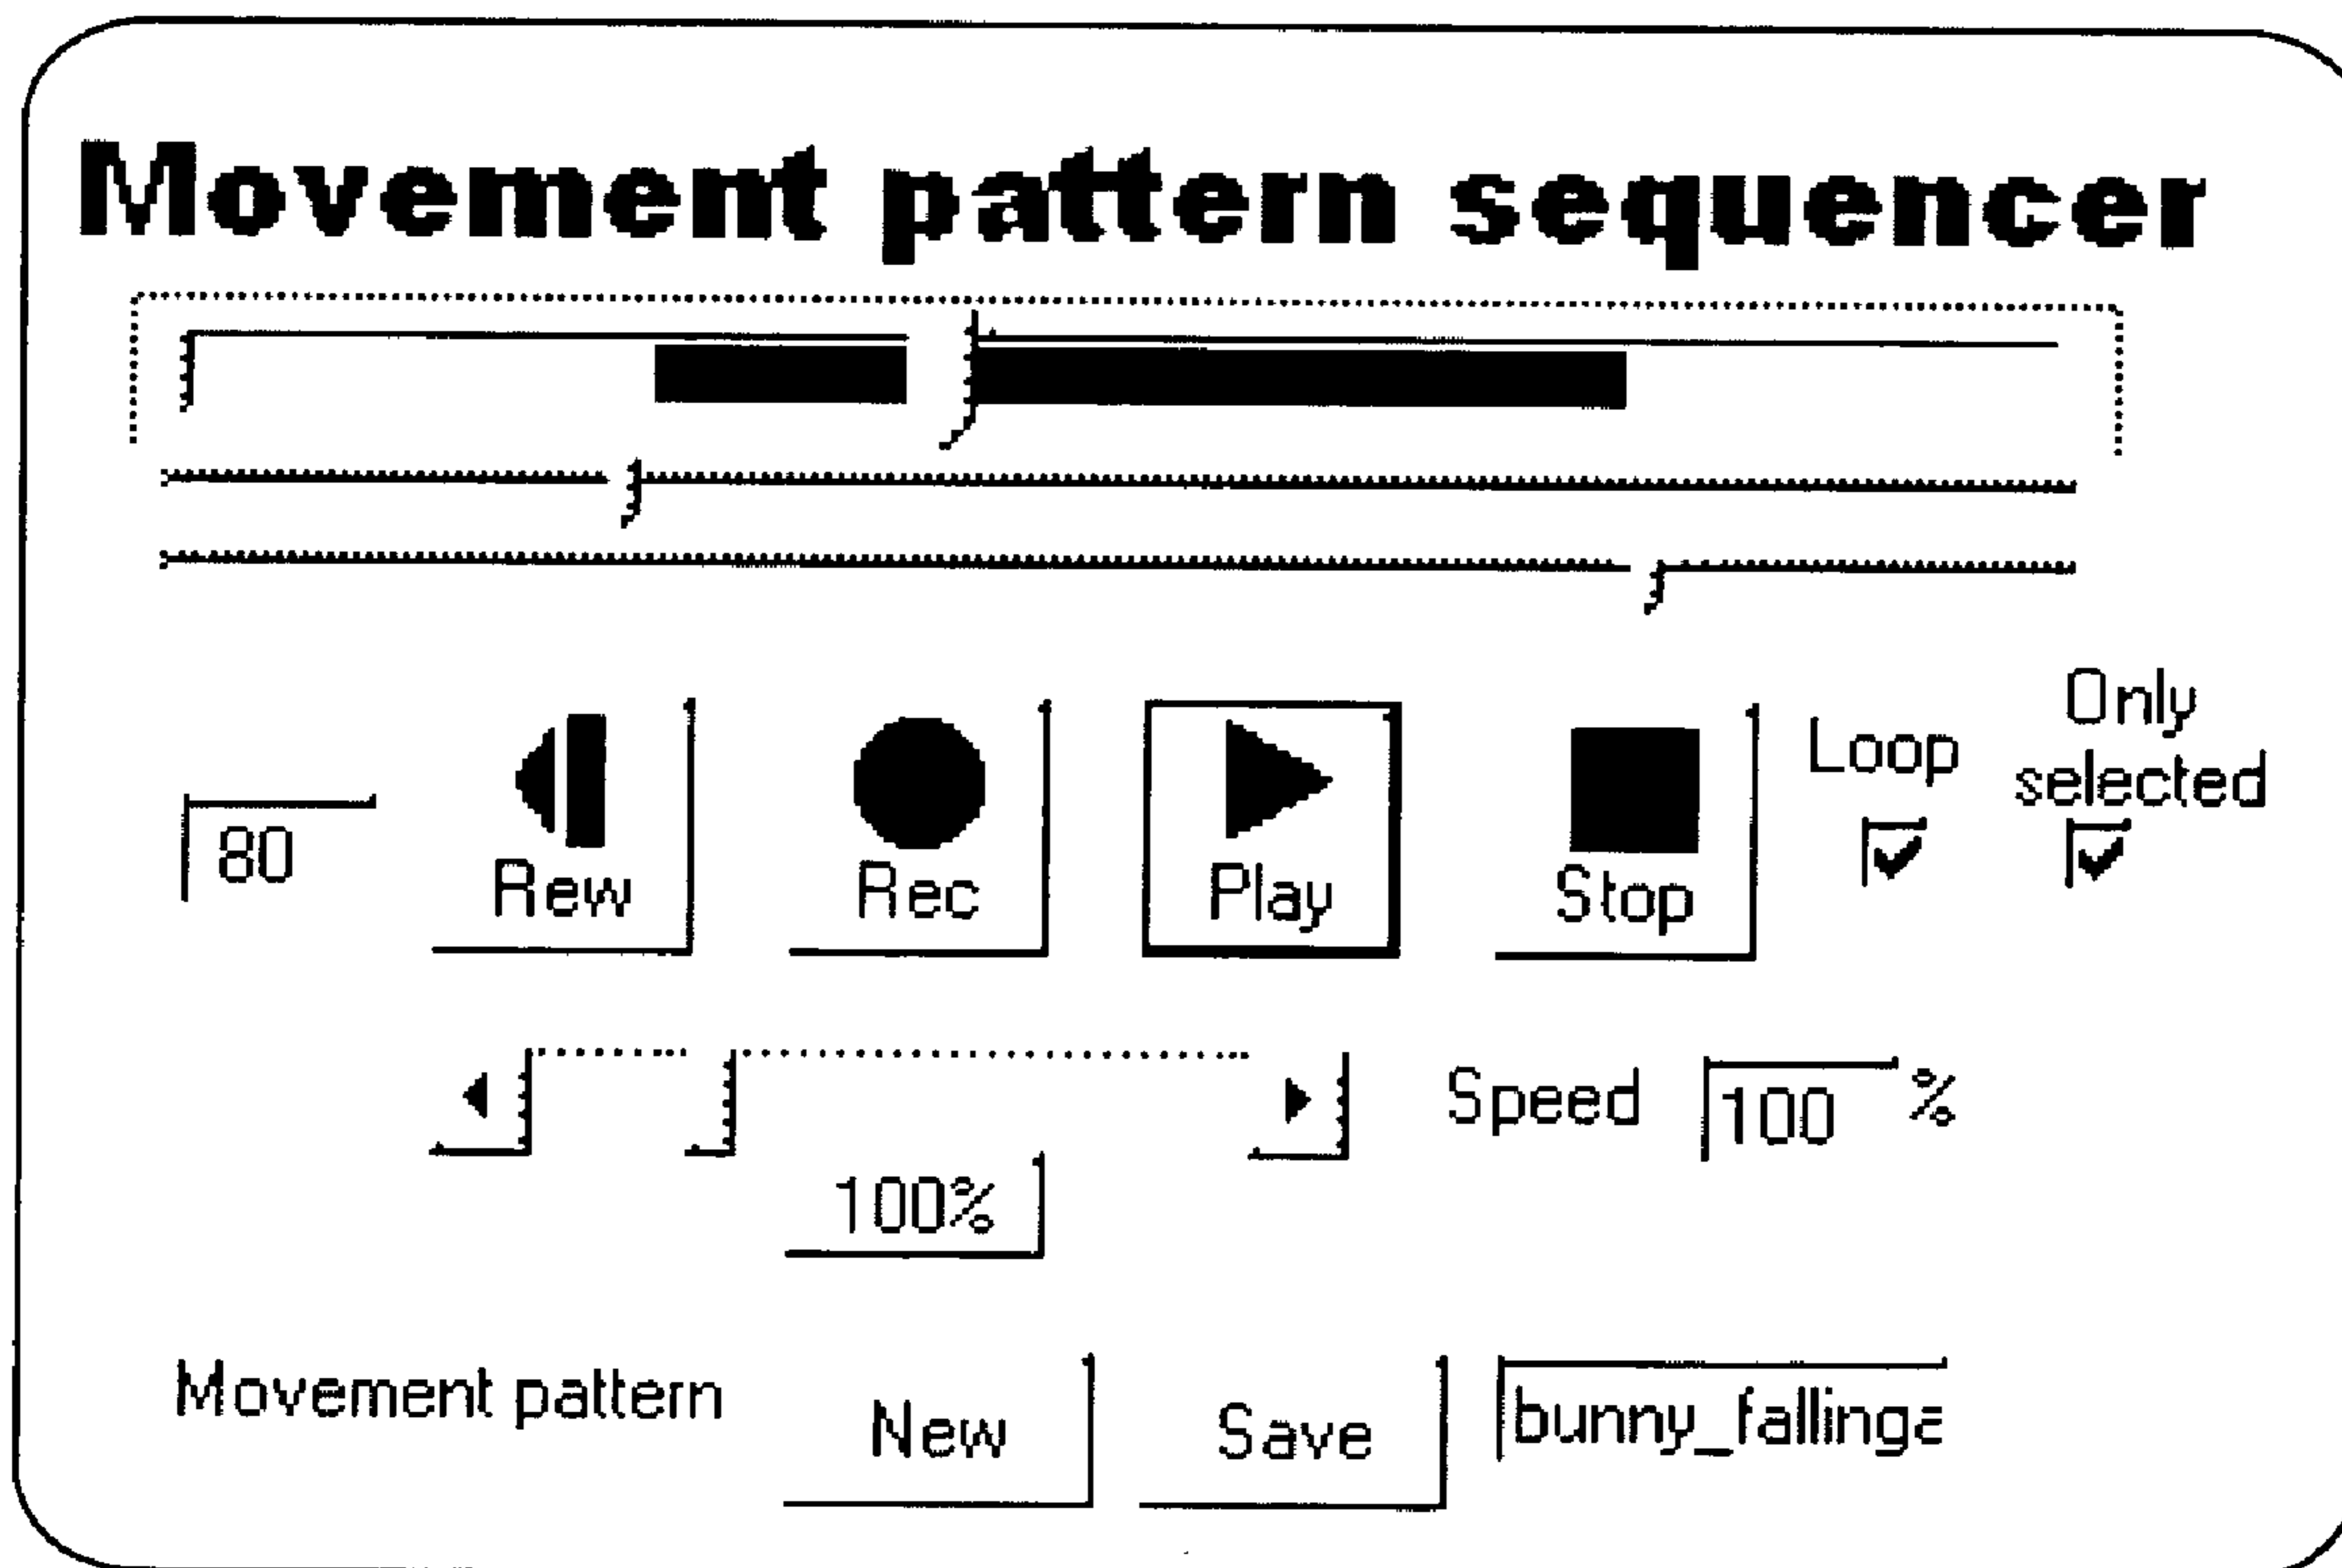 Movement pattern sequencer
Only
Loop selected
80 Rew Rec Play Stop
Speed 100 %
100%
Movement pattern New Save bunny_fallinga